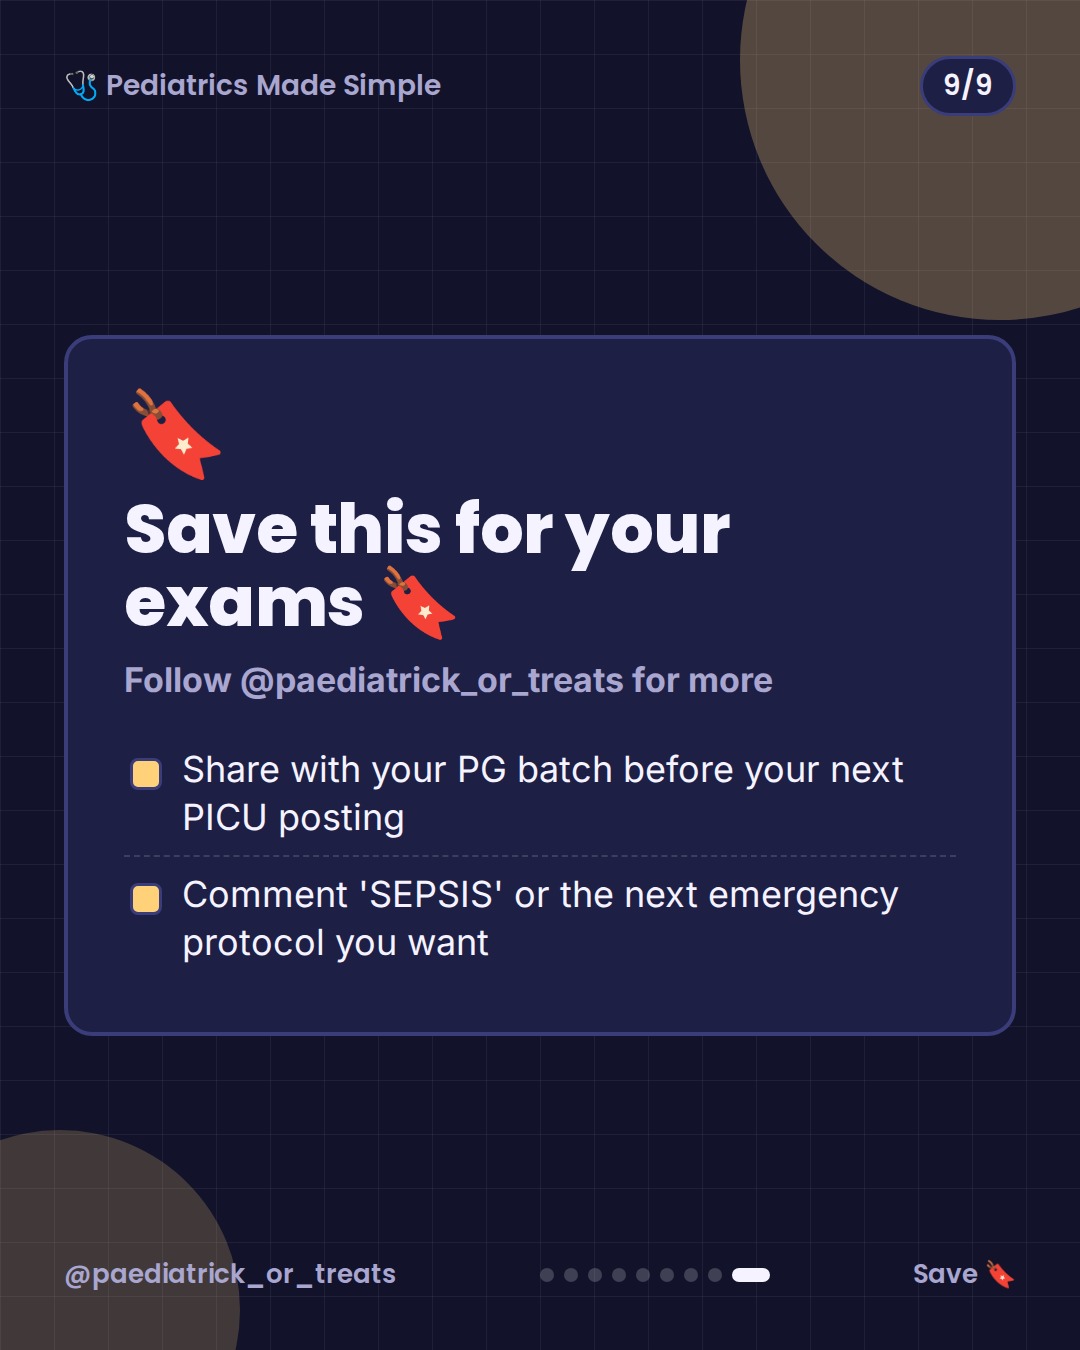 🩺 Pediatrics Made Simple
9/9
🔖
Save this for your
exams 🔖
Follow @paediatrick_or_treats for more
Share with your PG batch before your next
PICU posting
Comment 'SEPSIS' or the next emergency
protocol you want
@paediatrick_or_treats
Save 🔖